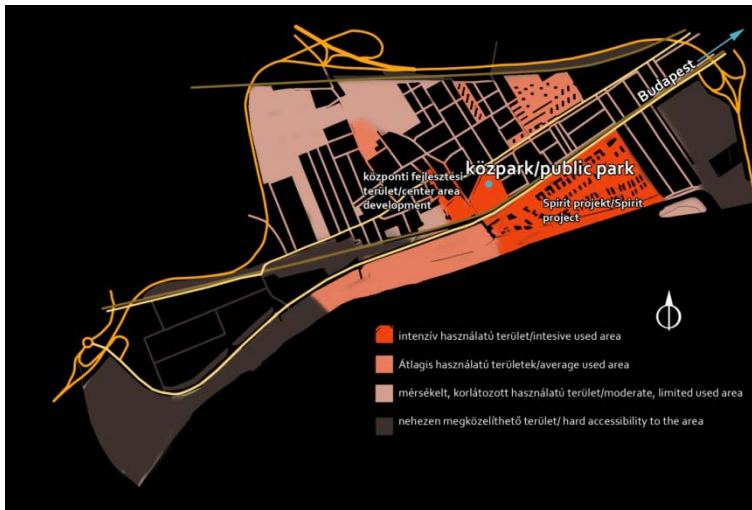 Budapest
központi fejlesztési
terület/center area
development
közpark/public park
Spirit projekt/Spirit
project
intenzív használatú terület/intesive used area
Átlagis használatú területek/average used area
mérsékelt, korlátozott használatú terület/moderate, limited used area
nehezen megközelíthető terület/ hard accessibility to the area